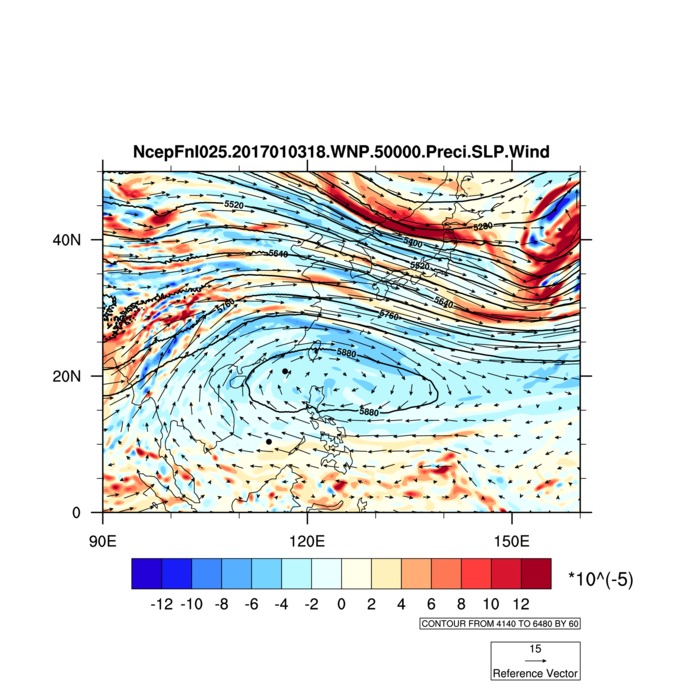 NcepFnl025.2017010318.WNP.50000.Preci.SLP.Wind
5520
5280
40N
5400
5640
5520
5640
5760
5760
5880
20N
5880
0
90E 120E 150E
-12 -10 -8 -6 -4 -2 0 2 4 6 8 10 12
*10^(-5)
CONTOUR FROM 4140 TO 6480 BY 60
15
Reference Vector